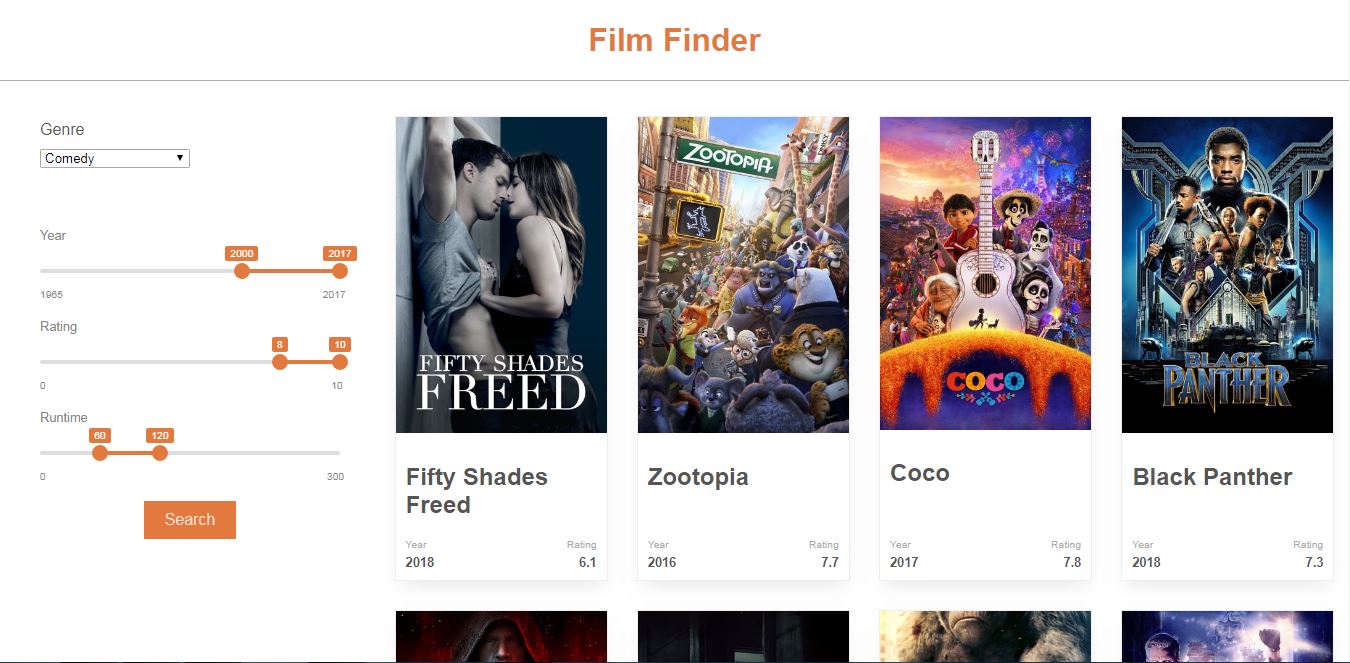 Film Finder
Genre
Comedy
Year
2000 2017
1965 2017
Rating
8 10
0 10
Runtime
60 120
0 300
Search
FIFTY SHADES
FREED
Fifty Shades
Freed
Year Rating
2018 6.1
ZOOTOPIA
Zootopia
Year Rating
2016 7.7
COCO
Coco
Year Rating
2017 7.8
BLACK
PANTHER
Black Panther
Year Rating
2018 7.3